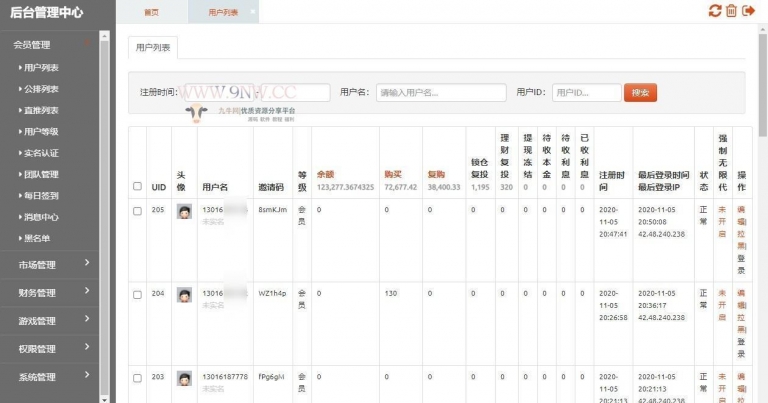 后台管理中心
首页
用户列表
会员管理
用户列表
公排列表
直推列表
用户等级
实名认证
团队管理
每日签到
消息中心
黑名单
市场管理
财务管理
游戏管理
权限管理
系统管理
用户列表
注册时间:
用户名: 请输入用户名...
用户ID: 用户ID...
搜索
WWW.9NW.CC
九牛网|优质资源分享平台
源码 软件 教程 福利
UID
头像
用户名
邀请码
等级
余额
123,277.3674325
购买
72,677.42
复购
38,400.33
锁仓复投
1,195
理财复投
320
提现冻结
0
待收本金
0
待收利息
0
已收利息
0
注册时间
最后登录时间
最后登录IP
状态
强制无限代
操作
205
13016
未实名
8smKJm
会员
0
0
0
0
0
0
0
0
0
2020-11-05 20:47:41
2020-11-05 20:50:08
42.48.240.238
正常
未开启
编辑|拉黑|登录
204
13016
未实名
WZ1h4p
会员
0
130
0
0
0
0
0
0
0
2020-11-05 20:26:58
2020-11-05 20:36:17
42.48.240.238
正常
未开启
编辑|拉黑|登录
203
13016187778
未实名
fPg6gM
会员
0
0
0
0
0
0
0
0
0
2020-11-05 20:21:13
2020-11-05 20:21:13
42.48.240.238
正常
未开启
编辑|拉黑